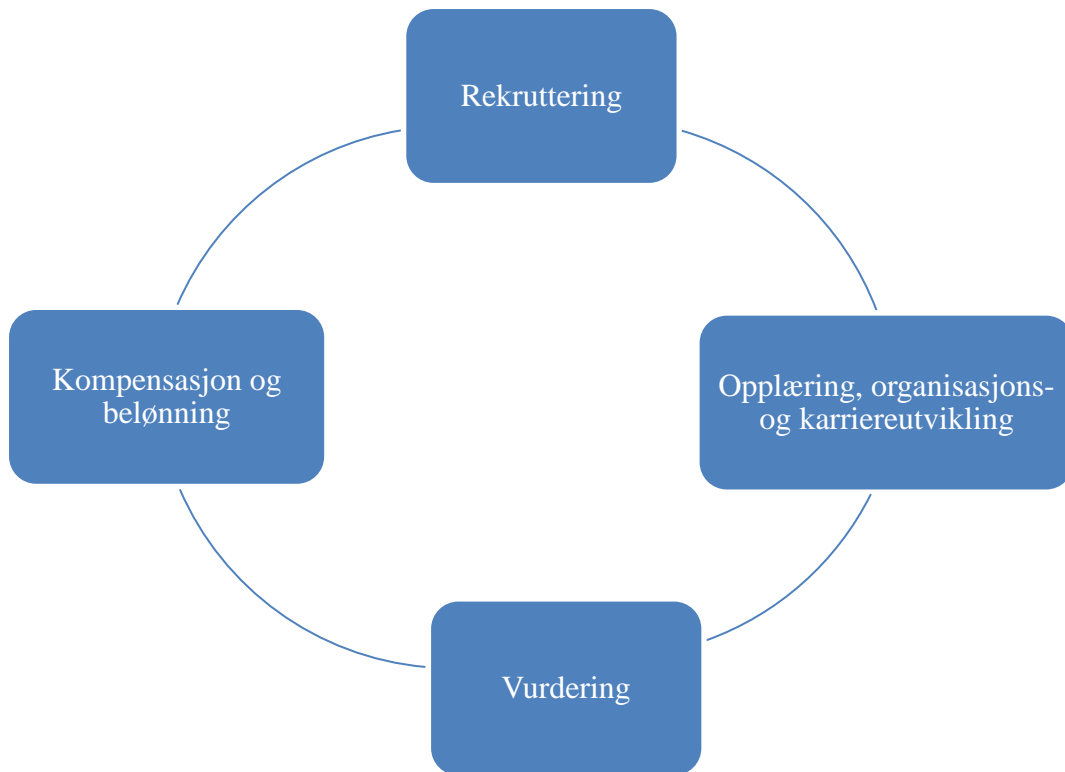 Rekruttering
Kompensasjon og
belønning
Opplæring, organisasjons-
og karriereutvikling
Vurdering